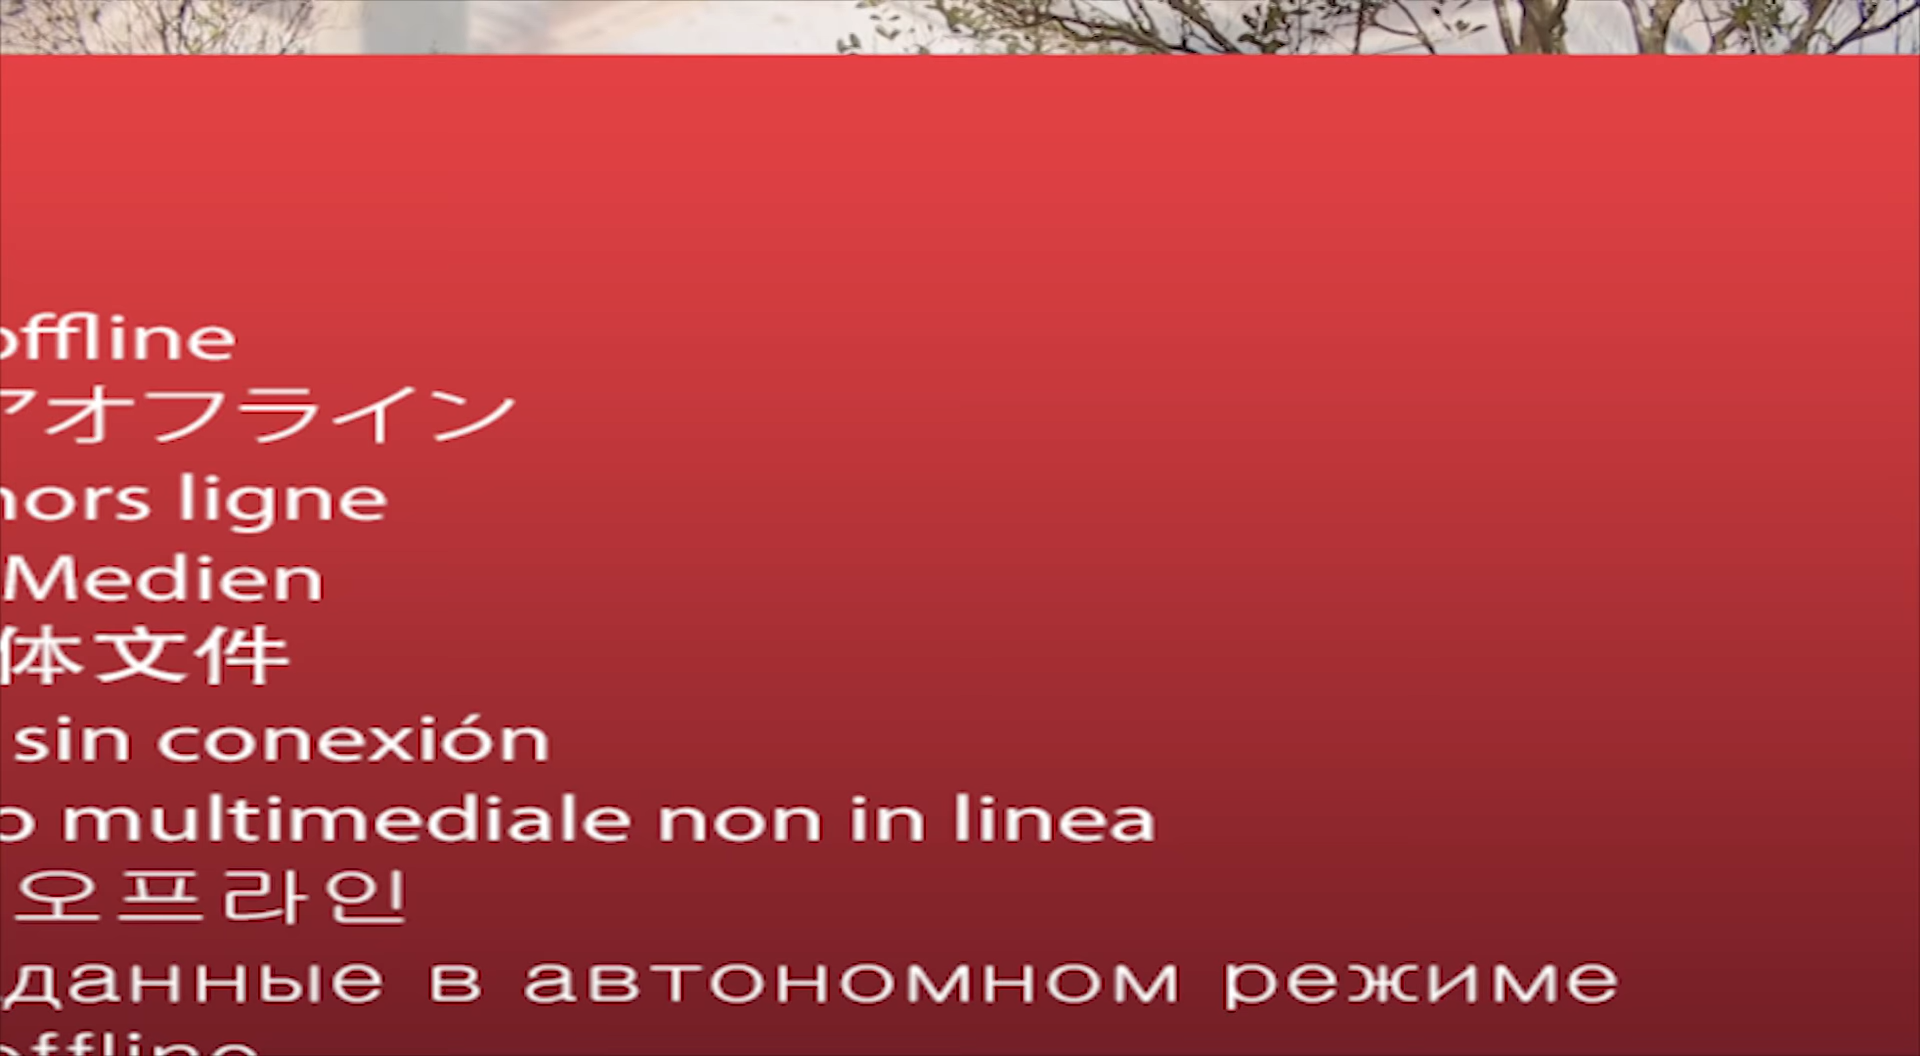 offline
アオフライン
hors ligne
Medien
体文件
sin conexión
o multimediale non in linea
오프라인
данные в автономном режиме
offline